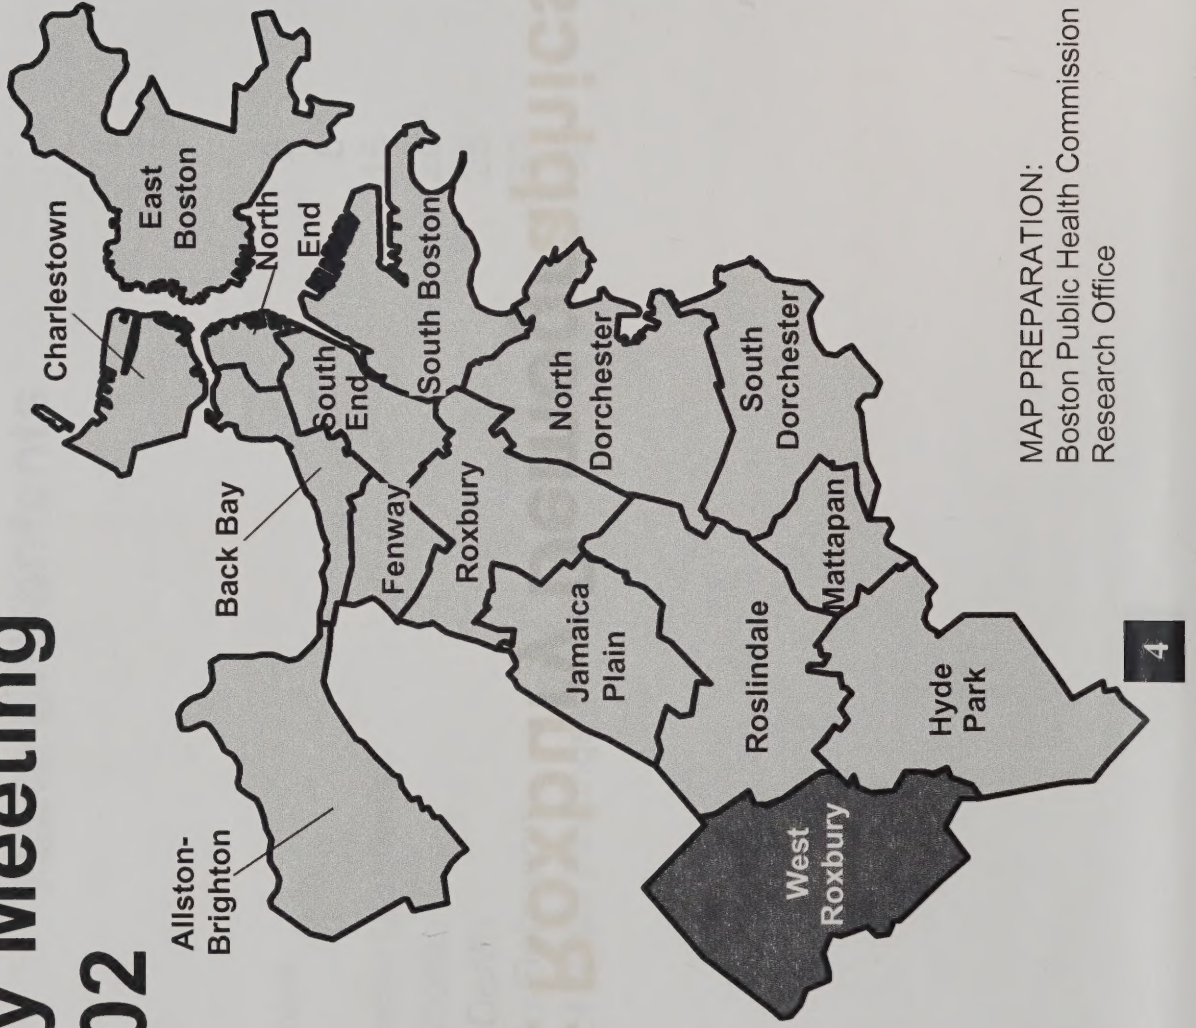 y Meeting
02
Allston-
Brighton
Back Bay
Charlestown
East
Boston
North
End
South
End
South Boston
Fenway
Roxbury
Jamaica
Plain
North
Dorchester
South
Dorchester
Roslindale
Mattapan
West
Roxbury
Hyde
Park
MAP PREPARATION:
Boston Public Health Commission
Research Office
4